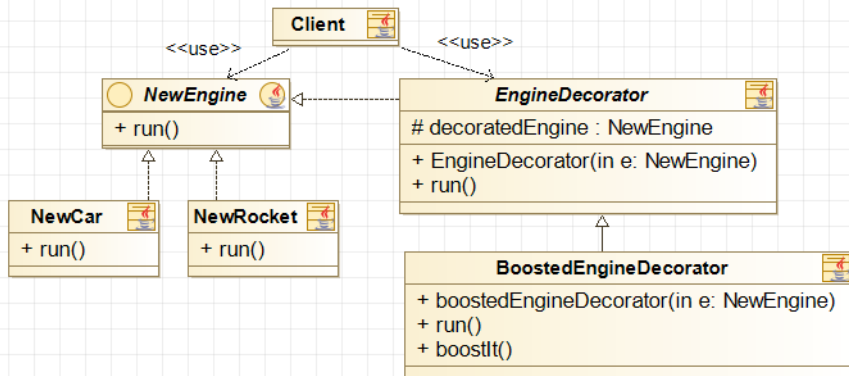 Client
<<use>>
<<use>>
NewEngine
+ run()
EngineDecorator
# decoratedEngine : NewEngine
+ EngineDecorator(in e: NewEngine)
+ run()
NewCar
+ run()
NewRocket
+ run()
BoostedEngineDecorator
+ boostedEngineDecorator(in e: NewEngine)
+ run()
+ boostIt()